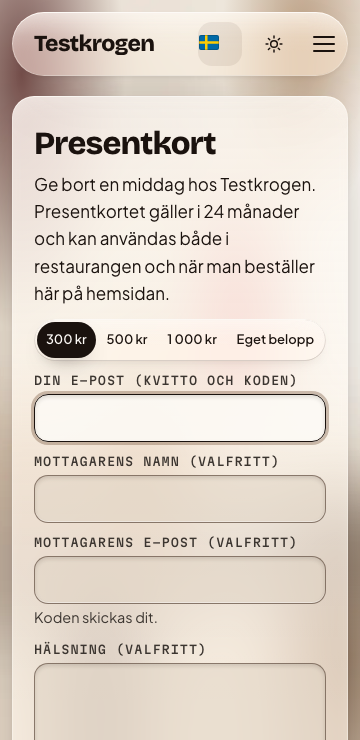 Testkrogen
Presentkort
Ge bort en middag hos Testkrogen.
Presentkortet gäller i 24 månader
och kan användas både i
restaurangen och när man beställer
här på hemsidan.
300 kr 500 kr 1 000 kr Eget belopp
DIN E-POST (KVITTO OCH KODEN)
MOTTAGARENS NAMN (VALFRITT)
MOTTAGARENS E-POST (VALFRITT)
Koden skickas dit.
HÄLSNING (VALFRITT)